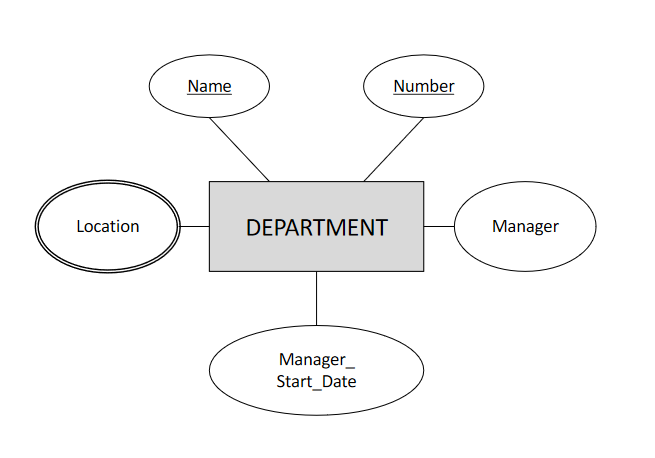 Name
Number
Location
DEPARTMENT
Manager
Manager_
Start_Date